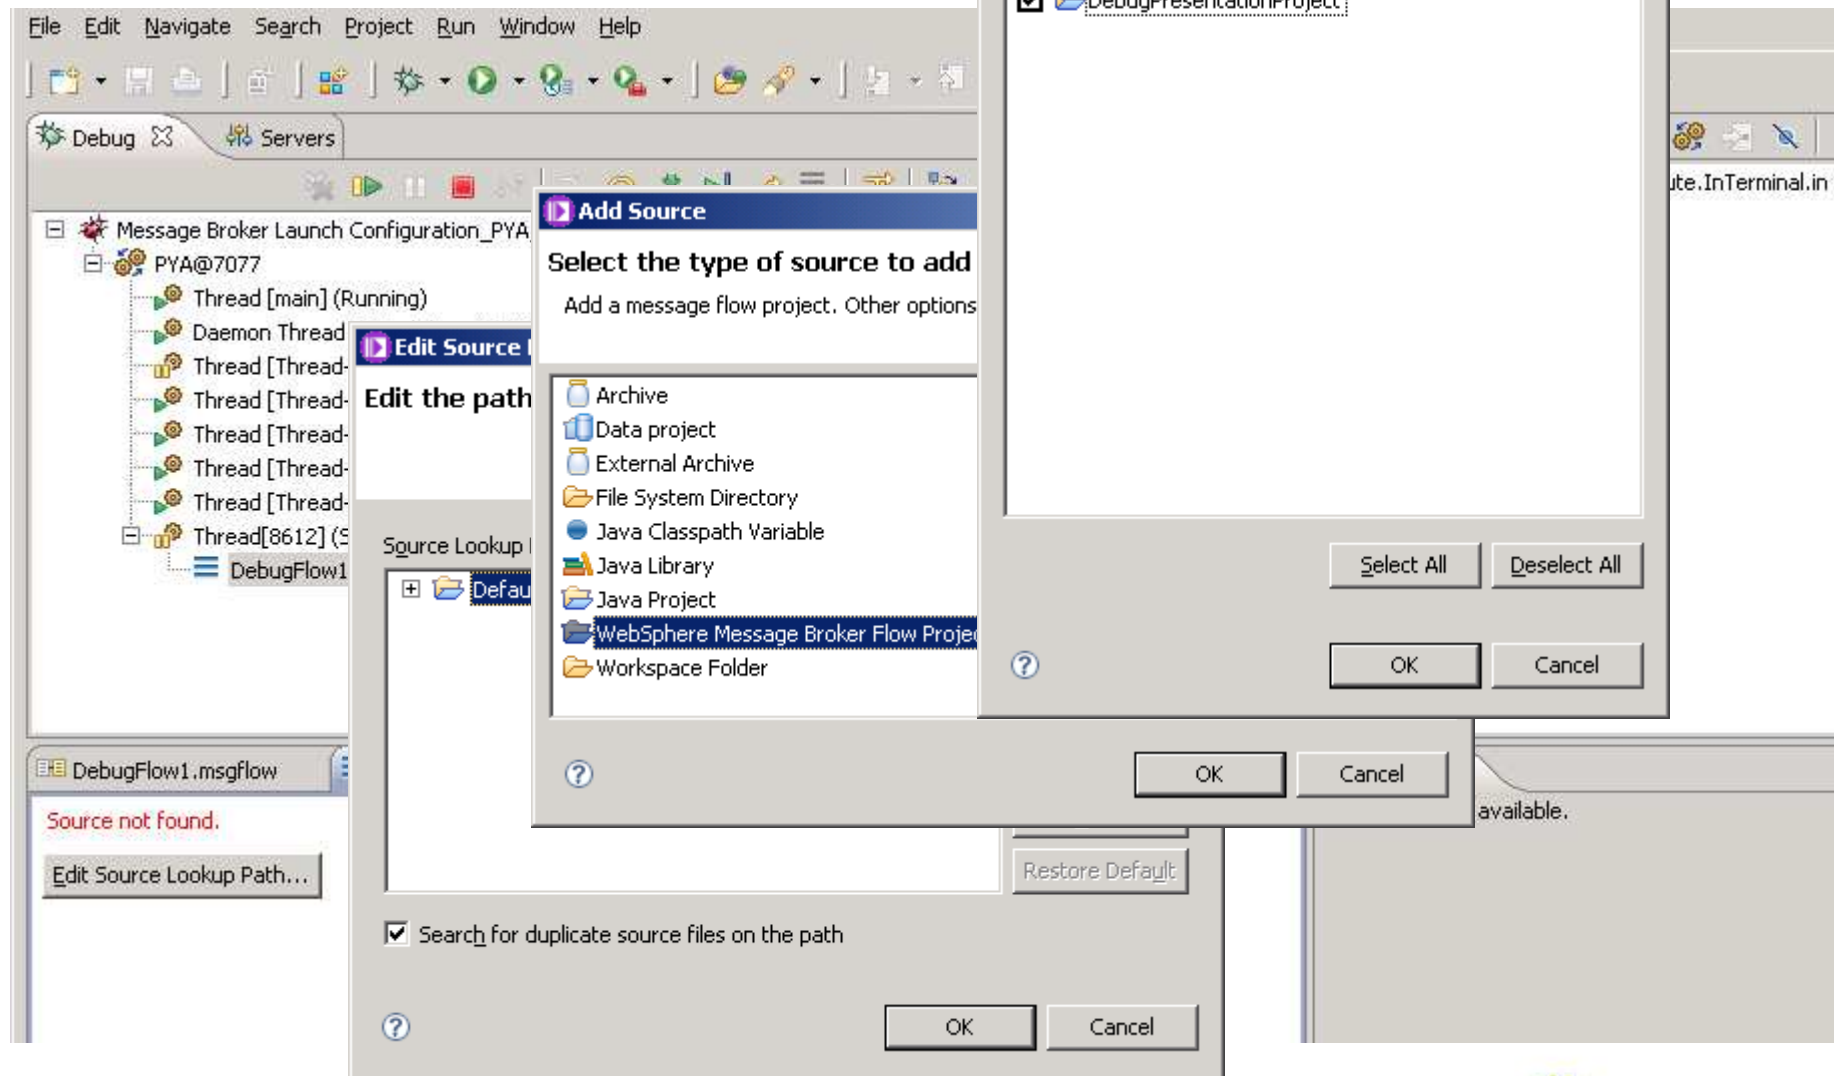 DebugPresentationProject
File Edit Navigate Search Project Run Window Help
Debug
Servers
ute.InTerminal.in
Message Broker Launch Configuration_PYA
PYA@7077
Thread [main] (Running)
Daemon Thread
Thread [Thread-
Thread [Thread-
Thread [Thread-
Thread [Thread-
Thread [Thread-
Thread[8612] (S
DebugFlow1
Add Source
Select the type of source to add
Add a message flow project. Other options
Archive
Data project
External Archive
File System Directory
Java Classpath Variable
Java Library
Java Project
WebSphere Message Broker Flow Projec
Workspace Folder
OK Cancel
Select All Deselect All
OK Cancel
Edit Source
Edit the path
Source Lookup
Defau
Restore Default
Search for duplicate source files on the path
OK Cancel
DebugFlow1.msgflow
Source not found.
Edit Source Lookup Path...
available.